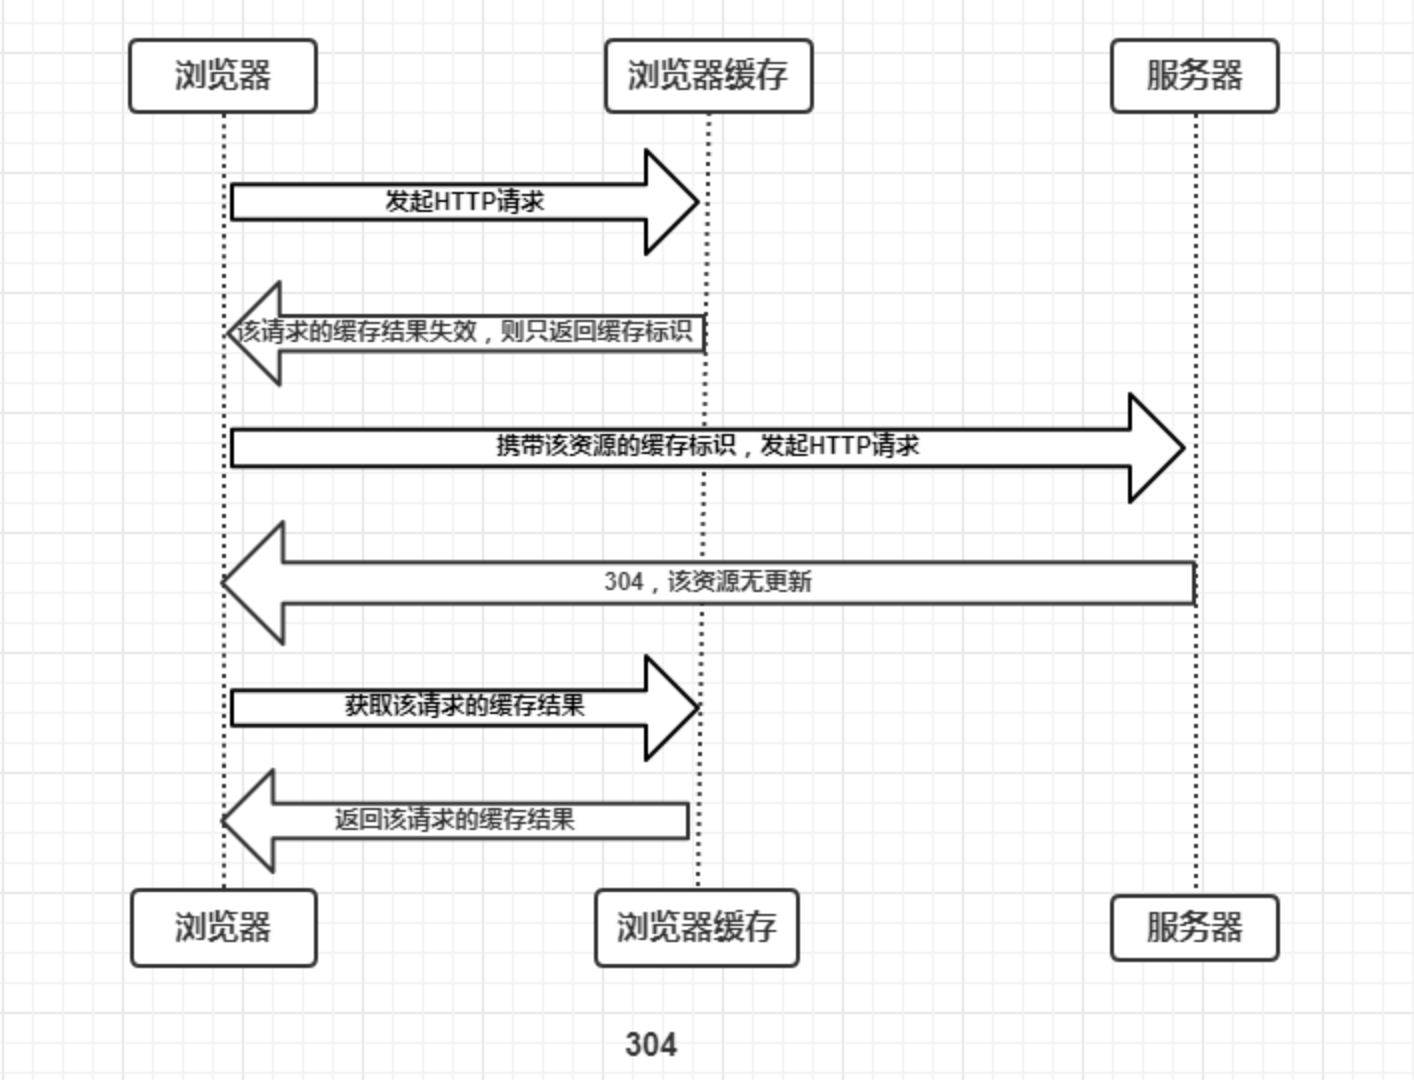 浏览器
浏览器缓存
服务器
发起HTTP请求
该请求的缓存结果失效，则只返回缓存标识
携带该资源的缓存标识，发起HTTP请求
304，该资源无更新
获取该请求的缓存结果
返回该请求的缓存结果
浏览器
浏览器缓存
服务器
304